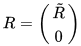 R = \begin{pmatrix} \tilde{R} \\ 0 \end{pmatrix}